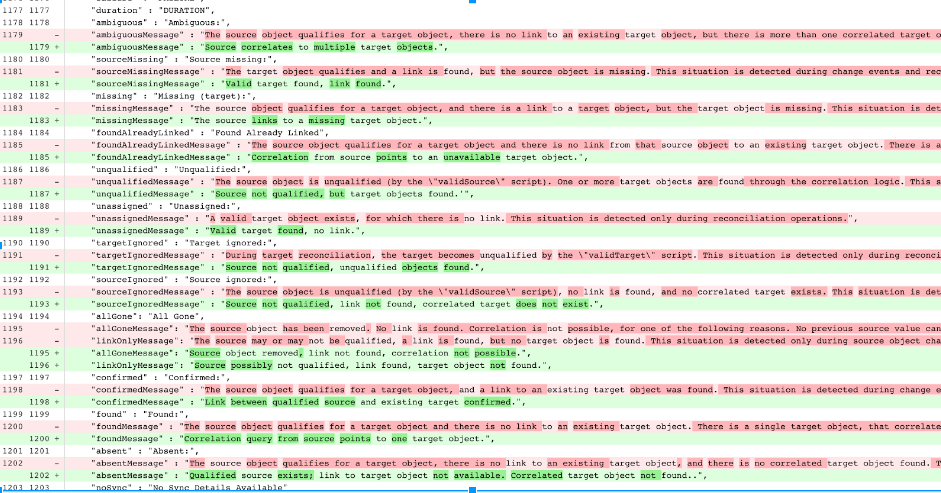 1177 1177 "duration" : "DURATION",
1178 1178 "ambiguous" : "Ambiguous:",
1179 - "ambiguousMessage" : "The source object qualifies for a target object, there is no link to an existing target object, but there is more than one correlated target o
1179 + "ambiguousMessage" : "Source correlates to multiple target objects.",
1180 1180 "sourceMissing" : "Source missing:",
1181 - "sourceMissingMessage" : "The target object qualifies and a link is found, but the source object is missing. This situation is detected during change events and rec
1181 + "sourceMissingMessage" : "Valid target found, link found.",
1182 1182 "missing" : "Missing (target):",
1183 - "missingMessage" : "The source object qualifies for a target object, and there is a link to a target object, but the target object is missing. This situation is det
1183 + "missingMessage" : "The source links to a missing target object.",
1184 1184 "foundAlreadyLinked" : "Found Already Linked",
1185 - "foundAlreadyLinkedMessage" : "The source object qualifies for a target object and there is no link from that source object to an existing target object. There is a
1185 + "foundAlreadyLinkedMessage" : "Correlation from source points to an unavailable target object.",
1186 1186 "unqualified" : "Unqualified:",
1187 - "unqualifiedMessage" : "The source object is unqualified (by the \"validSource\" script). One or more target objects are found through the correlation logic. This s
1187 + "unqualifiedMessage" : "Source not qualified, but target objects found.'",
1188 1188 "unassigned" : "Unassigned:",
1189 - "unassignedMessage" : "A valid target object exists, for which there is no link. This situation is detected only during reconciliation operations.",
1189 + "unassignedMessage" : "Valid target found, no link.",
1190 1190 "targetIgnored" : "Target ignored:",
1191 - "targetIgnoredMessage" : "During target reconciliation, the target becomes unqualified by the \"validTarget\" script. This situation is detected only during reconci
1191 + "targetIgnoredMessage" : "Source not qualified, unqualified objects found.",
1192 1192 "sourceIgnored" : "Source ignored:",
1193 - "sourceIgnoredMessage" : "The source object is unqualified (by the \"validSource\" script), no link is found, and no correlated target exists. This situation is det
1193 + "sourceIgnoredMessage" : "Source not qualified, link not found, correlated target does not exist.",
1194 1194 "allGone": "All Gone",
1195 - "allGoneMessage": "The source object has been removed. No link is found. Correlation is not possible, for one of the following reasons. No previous source value can
1196 - "linkOnlyMessage": "The source may or may not be qualified, a link is found, but no target object is found. This situation is detected only during source object cha
1195 + "allGoneMessage": "Source object removed, link not found, correlation not possible.",
1196 + "linkOnlyMessage": "Source possibly not qualified, link found, target object not found.",
1197 1197 "confirmed" : "Confirmed:",
1198 - "confirmedMessage" : "The source object qualifies for a target object, and a link to an existing target object was found. This situation is detected during change e
1198 + "confirmedMessage" : "Link between qualified source and existing target confirmed.",
1199 1199 "found" : "Found:",
1200 - "foundMessage" : "The source object qualifies for a target object and there is no link to an existing target object. There is a single target object, that correlate
1200 + "foundMessage" : "Correlation query from source points to one target object.",
1201 1201 "absent" : "Absent:",
1202 - "absentMessage" : "The source object qualifies for a target object, there is no link to an existing target object, and there is no correlated target object found. T
1202 + "absentMessage" : "Qualified source exists; link to target object not available. Correlated target object not found..",
1203 1203 "noSync" : "No Sync Details Available"